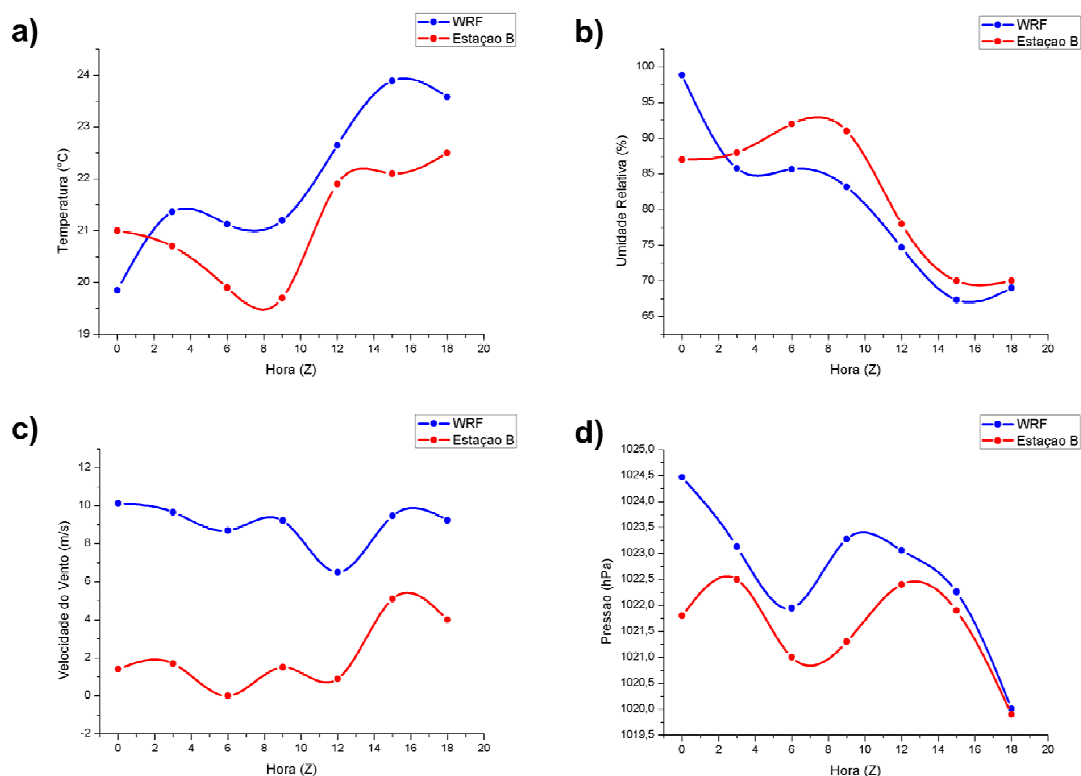 a)
WRF
Estaçao B
24
23
22
21
20
19
Temperatura (°C)
0 2 4 6 8 10 12 14 16 18 20
Hora (Z)
b)
WRF
Estaçao B
100
95
90
85
80
75
70
65
Umidade Relativa (%)
0 2 4 6 8 10 12 14 16 18 20
Hora (Z)
c)
WRF
Estaçao B
12
10
8
6
4
2
0
-2
Velocidade do Vento (m/s)
0 2 4 6 8 10 12 14 16 18 20
Hora (Z)
d)
WRF
Estaçao B
1025,0
1024,5
1024,0
1023,5
1023,0
1022,5
1022,0
1021,5
1021,0
1020,5
1020,0
1019,5
Pressao (hPa)
0 2 4 6 8 10 12 14 16 18 20
Hora (Z)